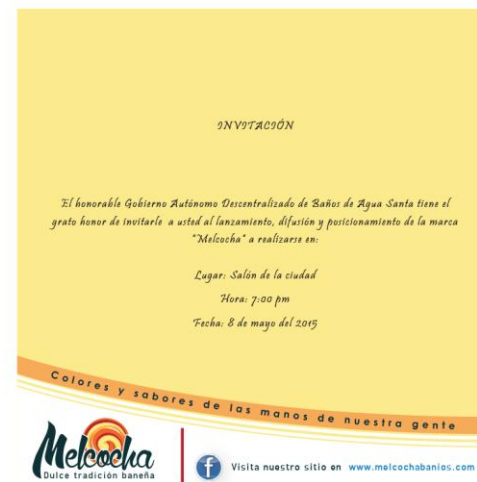 INVITACIÓN
El honorable Gobierno Autónomo Descentralizado de Baños de Agua Santa tiene el
grato honor de invitarle a usted al lanzamiento, difusión y posicionamiento de la marca
"Melcocha" a realizarse en:
Lugar: Salón de la ciudad
Hora: 7:00 pm
Fecha: 8 de mayo del 2015
Colores y sabores de las manos de nuestra gente
Melcocha
Dulce tradición baneña
f Visita nuestro sitio en www.melcochabanios.com